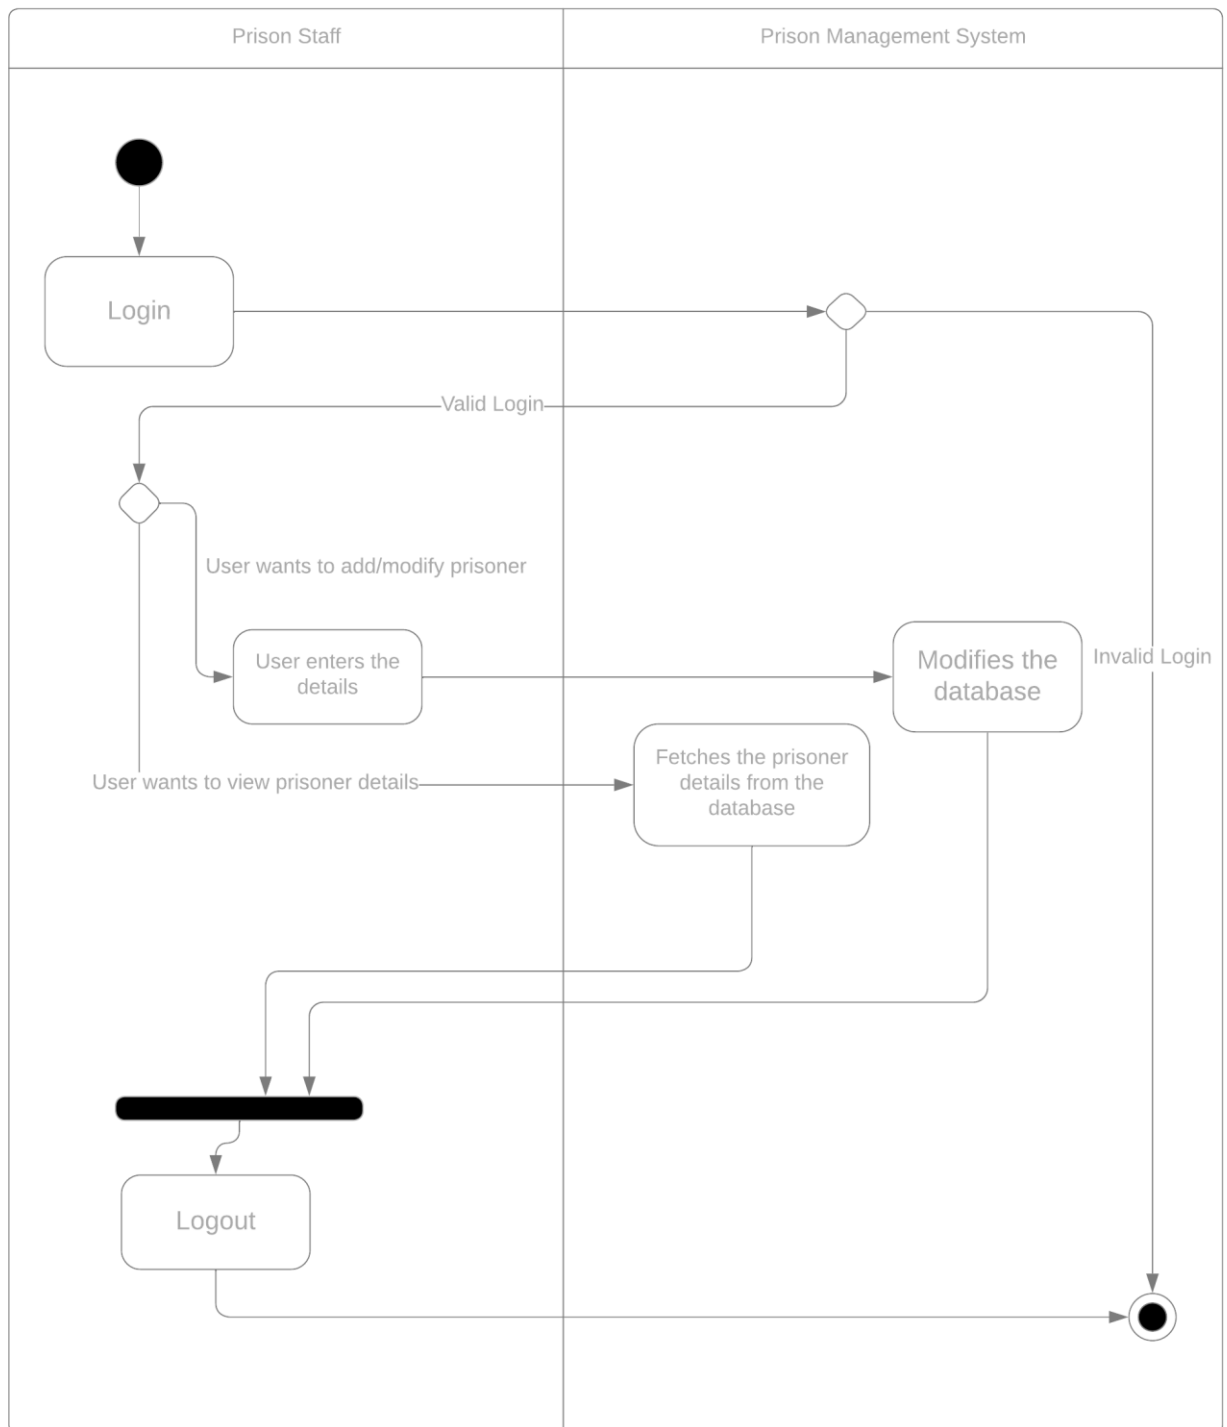 Prison Staff
Prison Management System
Login
Valid Login
User wants to add/modify prisoner
User enters the
details
Modifies the
database
Invalid Login
Fetches the prisoner
details from the
database
User wants to view prisoner details
Logout